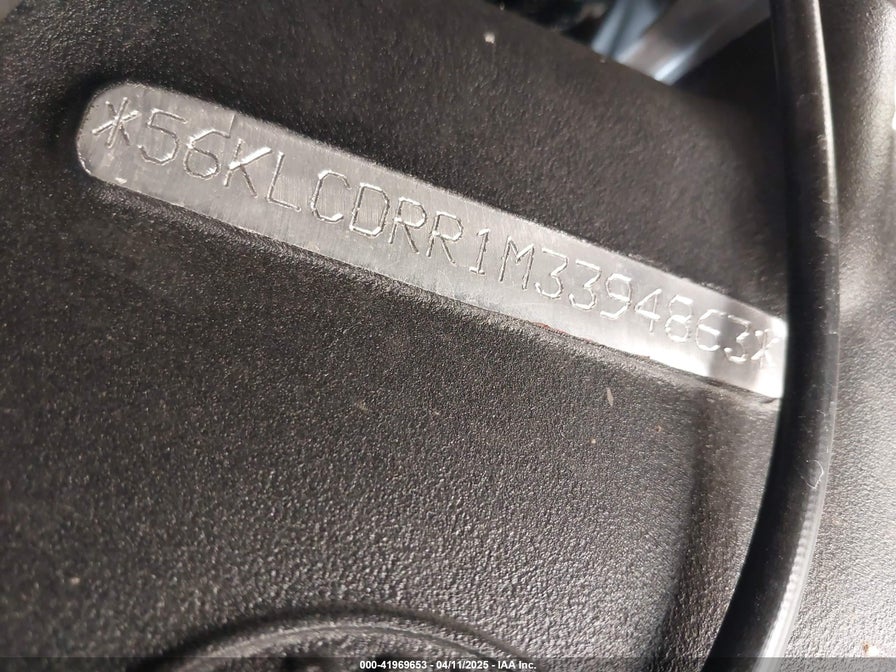 *56KLCDRR1M3394863*
000-41969653 - 04/11/2025 - IAA Inc.